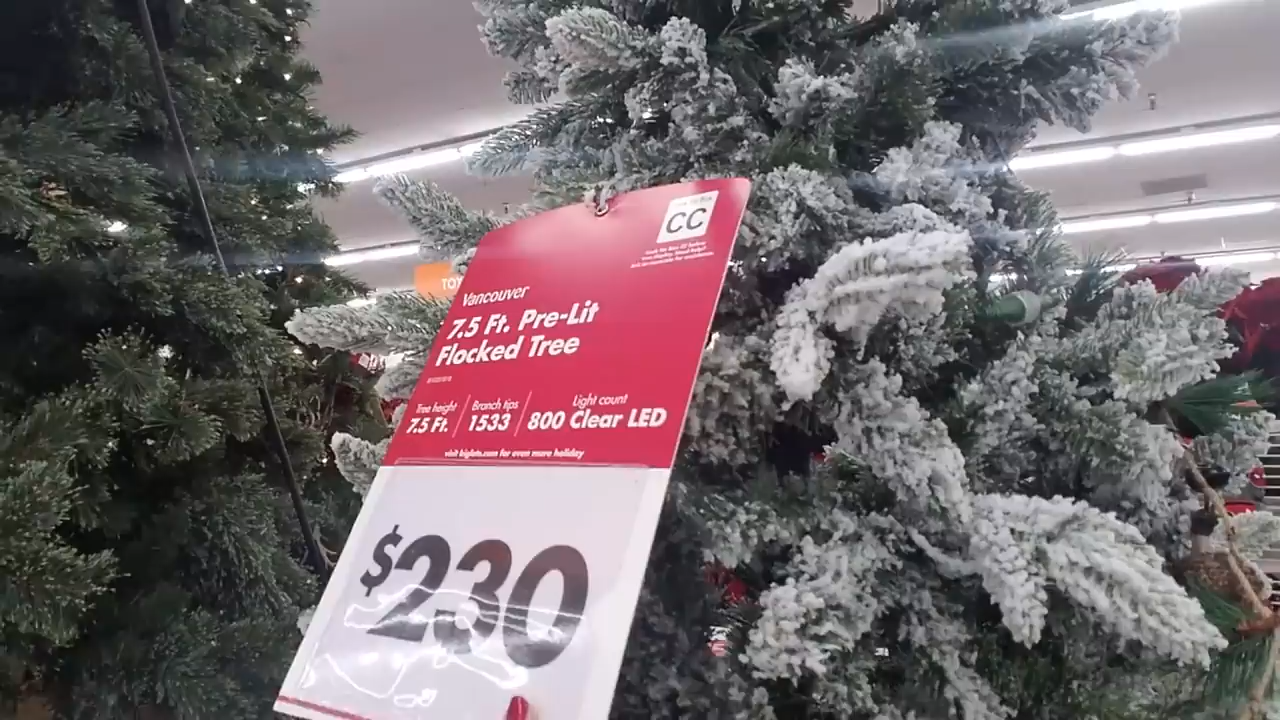 CC
TOY
Vancouver
7.5 Ft. Pre-Lit
Flocked Tree
Tree height
7.5 Ft.
Branch tips
1533
Light count
800 Clear LED
visit biglots.com for even more holiday
$230